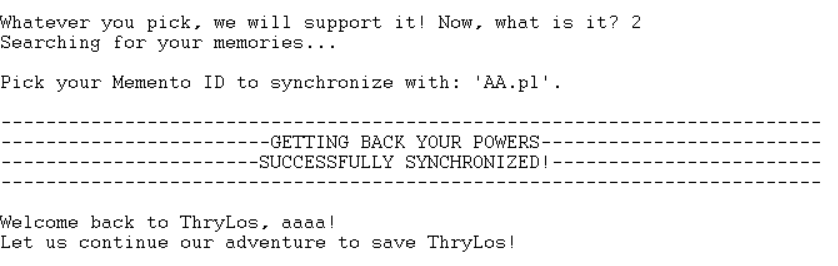 Whatever you pick, we will support it! Now, what is it? 2
Searching for your memories...
Pick your Memento ID to synchronize with: 'AA.pl'.
--------------------------------------------------------------------------
------------------------GETTING BACK YOUR POWERS-------------------------
-----------------------SUCCESSFULLY SYNCHRONIZED!------------------------
--------------------------------------------------------------------------
Welcome back to ThryLos, aaaa!
Let us continue our adventure to save ThryLos!